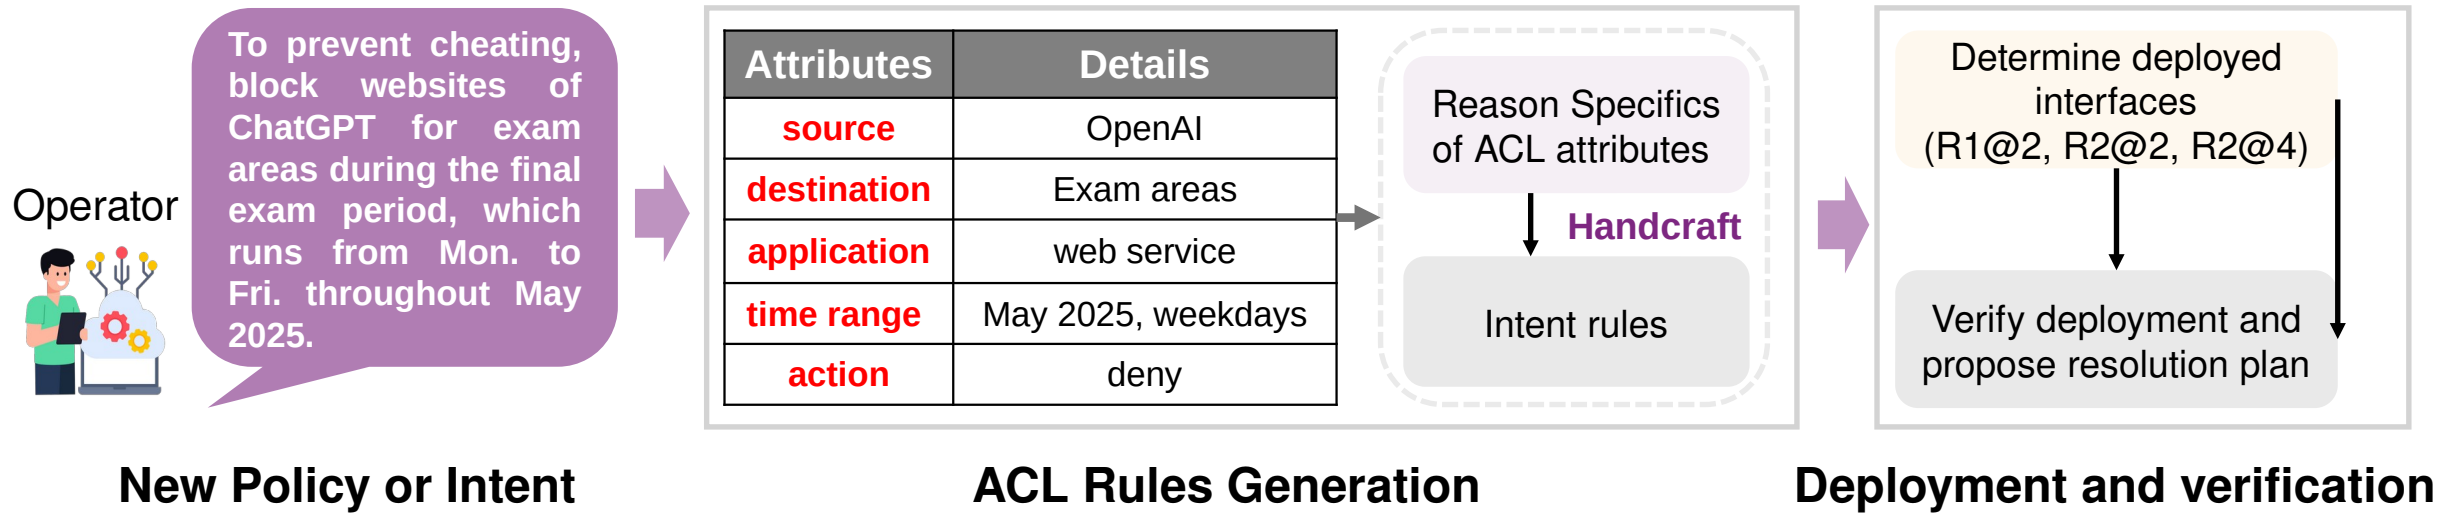 Operator
To prevent cheating,
block websites of
ChatGPT for exam
areas during the final
exam period, which
runs from Mon. to
Fri. throughout May
2025.
New Policy or Intent
Attributes Details
source OpenAI
destination Exam areas
application web service
time range May 2025, weekdays
action deny
Reason Specifics
of ACL attributes
Handcraft
Intent rules
ACL Rules Generation
Determine deployed
interfaces
(R1@2, R2@2, R2@4)
Verify deployment and
propose resolution plan
Deployment and verification